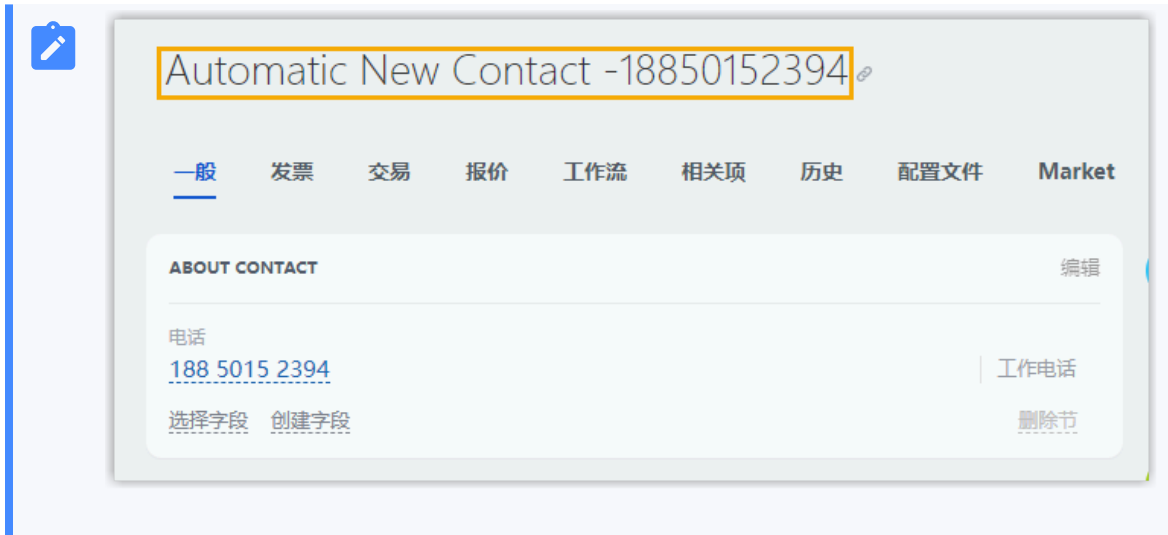 Automatic New Contact -18850152394
一般 发票 交易 报价 工作流 相关项 历史 配置文件 Market
ABOUT CONTACT 编辑
电话
188 5015 2394 工作电话
选择字段 创建字段 删除节